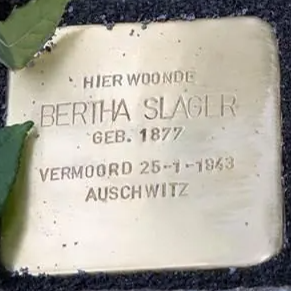 HIER WOONDE
BERTHA SLAGER
GEB. 1877
VERMOORD 25-1-1943
AUSCHWITZ